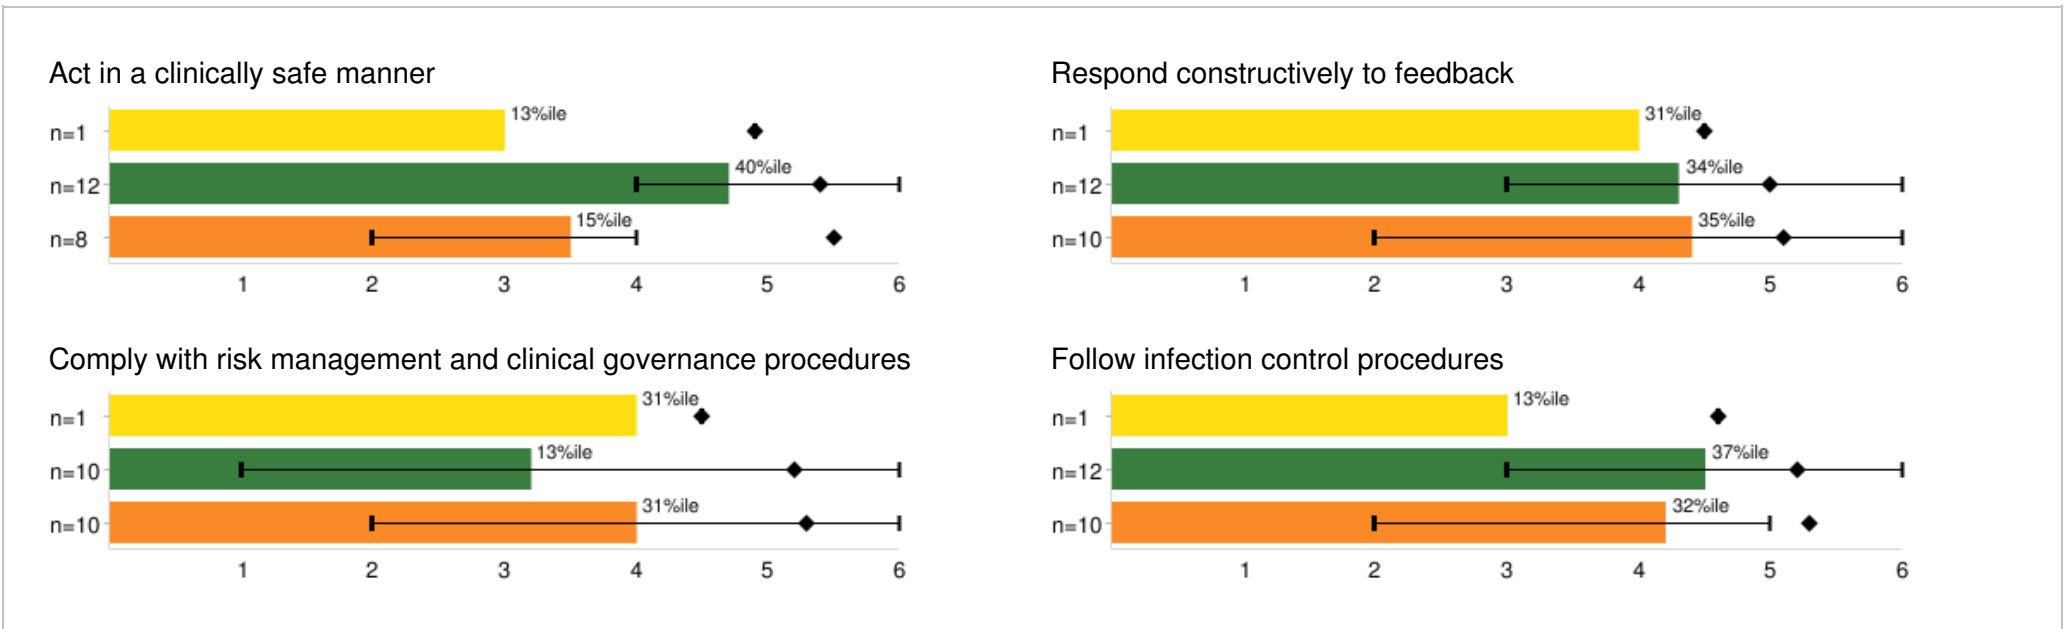 Act in a clinically safe manner
n=1 13%ile
n=12 40%ile
n=8 15%ile
1 2 3 4 5 6
Respond constructively to feedback
n=1 31%ile
n=12 34%ile
n=10 35%ile
1 2 3 4 5 6
Comply with risk management and clinical governance procedures
n=1 31%ile
n=10 13%ile
n=10 31%ile
1 2 3 4 5 6
Follow infection control procedures
n=1 13%ile
n=12 37%ile
n=10 32%ile
1 2 3 4 5 6